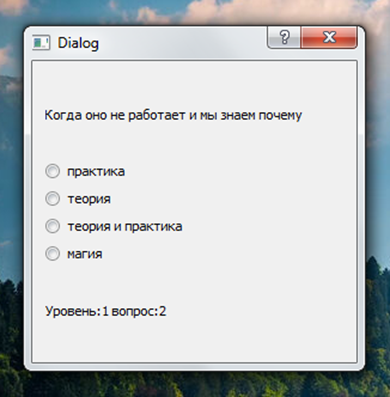 Dialog
Когда оно не работает и мы знаем почему
практика
теория
теория и практика
магия
Уровень:1 вопрос:2